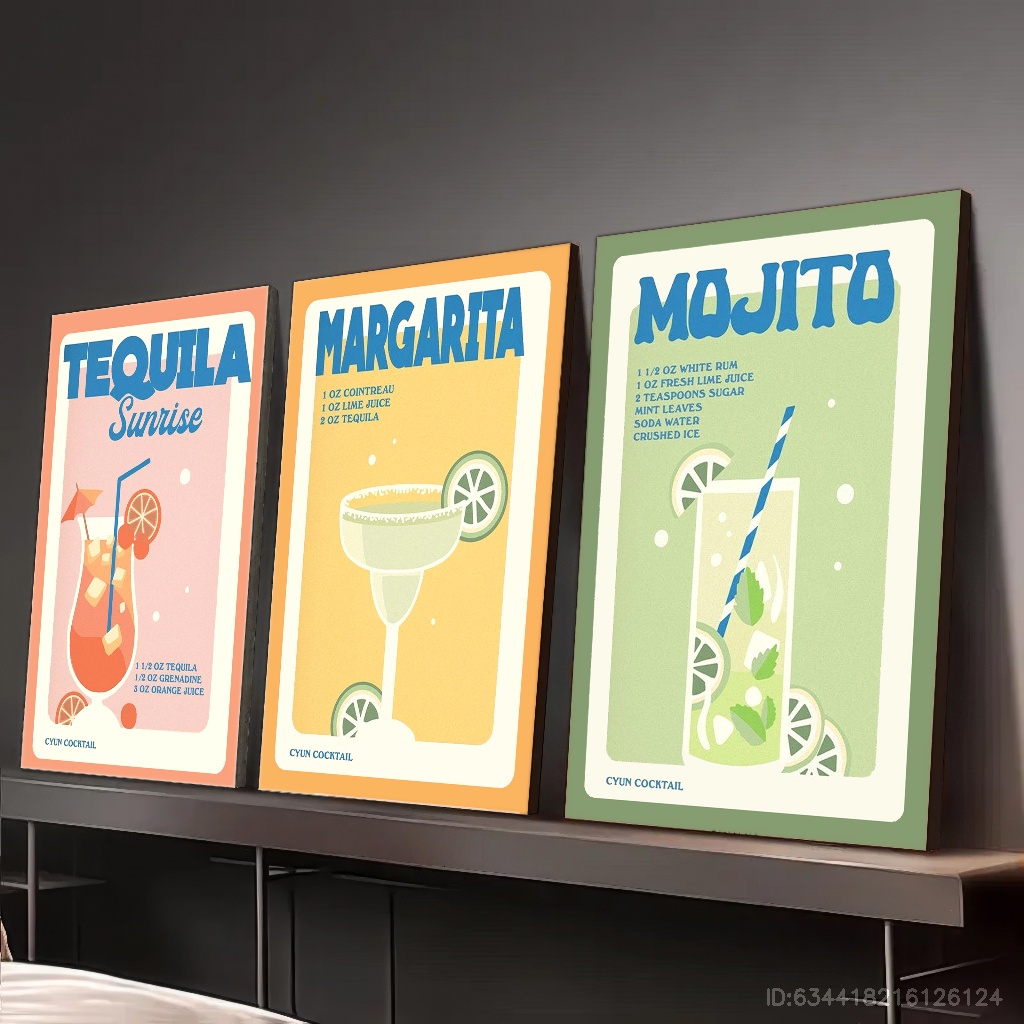 TEQUILA
Sunrise
1 1/2 OZ TEQUILA
1/2 OZ GRENADINE
3 OZ ORANGE JUICE
CYUN COCKTAIL
MARGARITA
1 OZ COINTREAU
1 OZ LIME JUICE
2 OZ TEQUILA
CYUN COCKTAIL
MOJITO
1 1/2 OZ WHITE RUM
1 OZ FRESH LIME JUICE
2 TEASPOONS SUGAR
MINT LEAVES
SODA WATER
CRUSHED ICE
CYUN COCKTAIL
ID:634418216126124